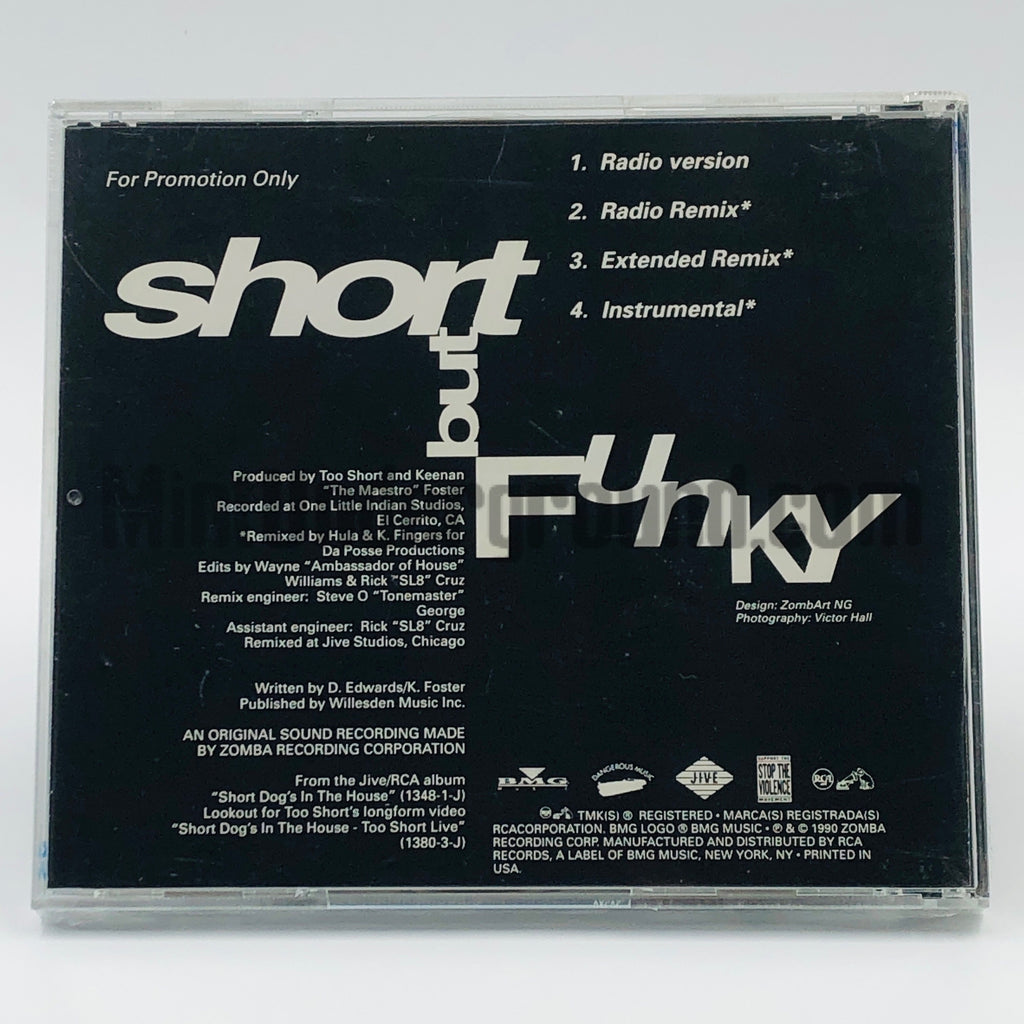 For Promotion Only
1. Radio version
2. Radio Remix*
3. Extended Remix*
4. Instrumental*
short
but
FunKY
Produced by Too Short and Keenan
"The Maestro" Foster
Recorded at One Little Indian Studios,
El Cerrito, CA
*Remixed by Hula & K. Fingers for
Da Posse Productions
Edits by Wayne "Ambassador of House"
Williams & Rick "SL8" Cruz
Remix engineer: Steve O "Tonemaster"
George
Assistant engineer: Rick "SL8" Cruz
Remixed at Jive Studios, Chicago
Design: ZombArt NG
Photography: Victor Hall
Written by D. Edwards/K. Foster
Published by Willesden Music Inc.
AN ORIGINAL SOUND RECORDING MADE
BY ZOMBA RECORDING CORPORATION
From the Jive/RCA album
"Short Dog's In The House" (1348-1-J)
Lookout for Too Short's longform video
"Short Dog's In The House - Too Short Live"
(1380-3-J)
BMG
DANGEROUS MUSIC
JIVE
SUPPORT THE
STOP THE
VIOLENCE
MOVEMENT
RCA
TMK(S) ® REGISTERED • MARCA(S) REGISTRADA(S)
RCACORPORATION. BMG LOGO ® BMG MUSIC • ℗ & © 1990 ZOMBA
RECORDING CORP. MANUFACTURED AND DISTRIBUTED BY RCA
RECORDS, A LABEL OF BMG MUSIC, NEW YORK, NY • PRINTED IN
USA.